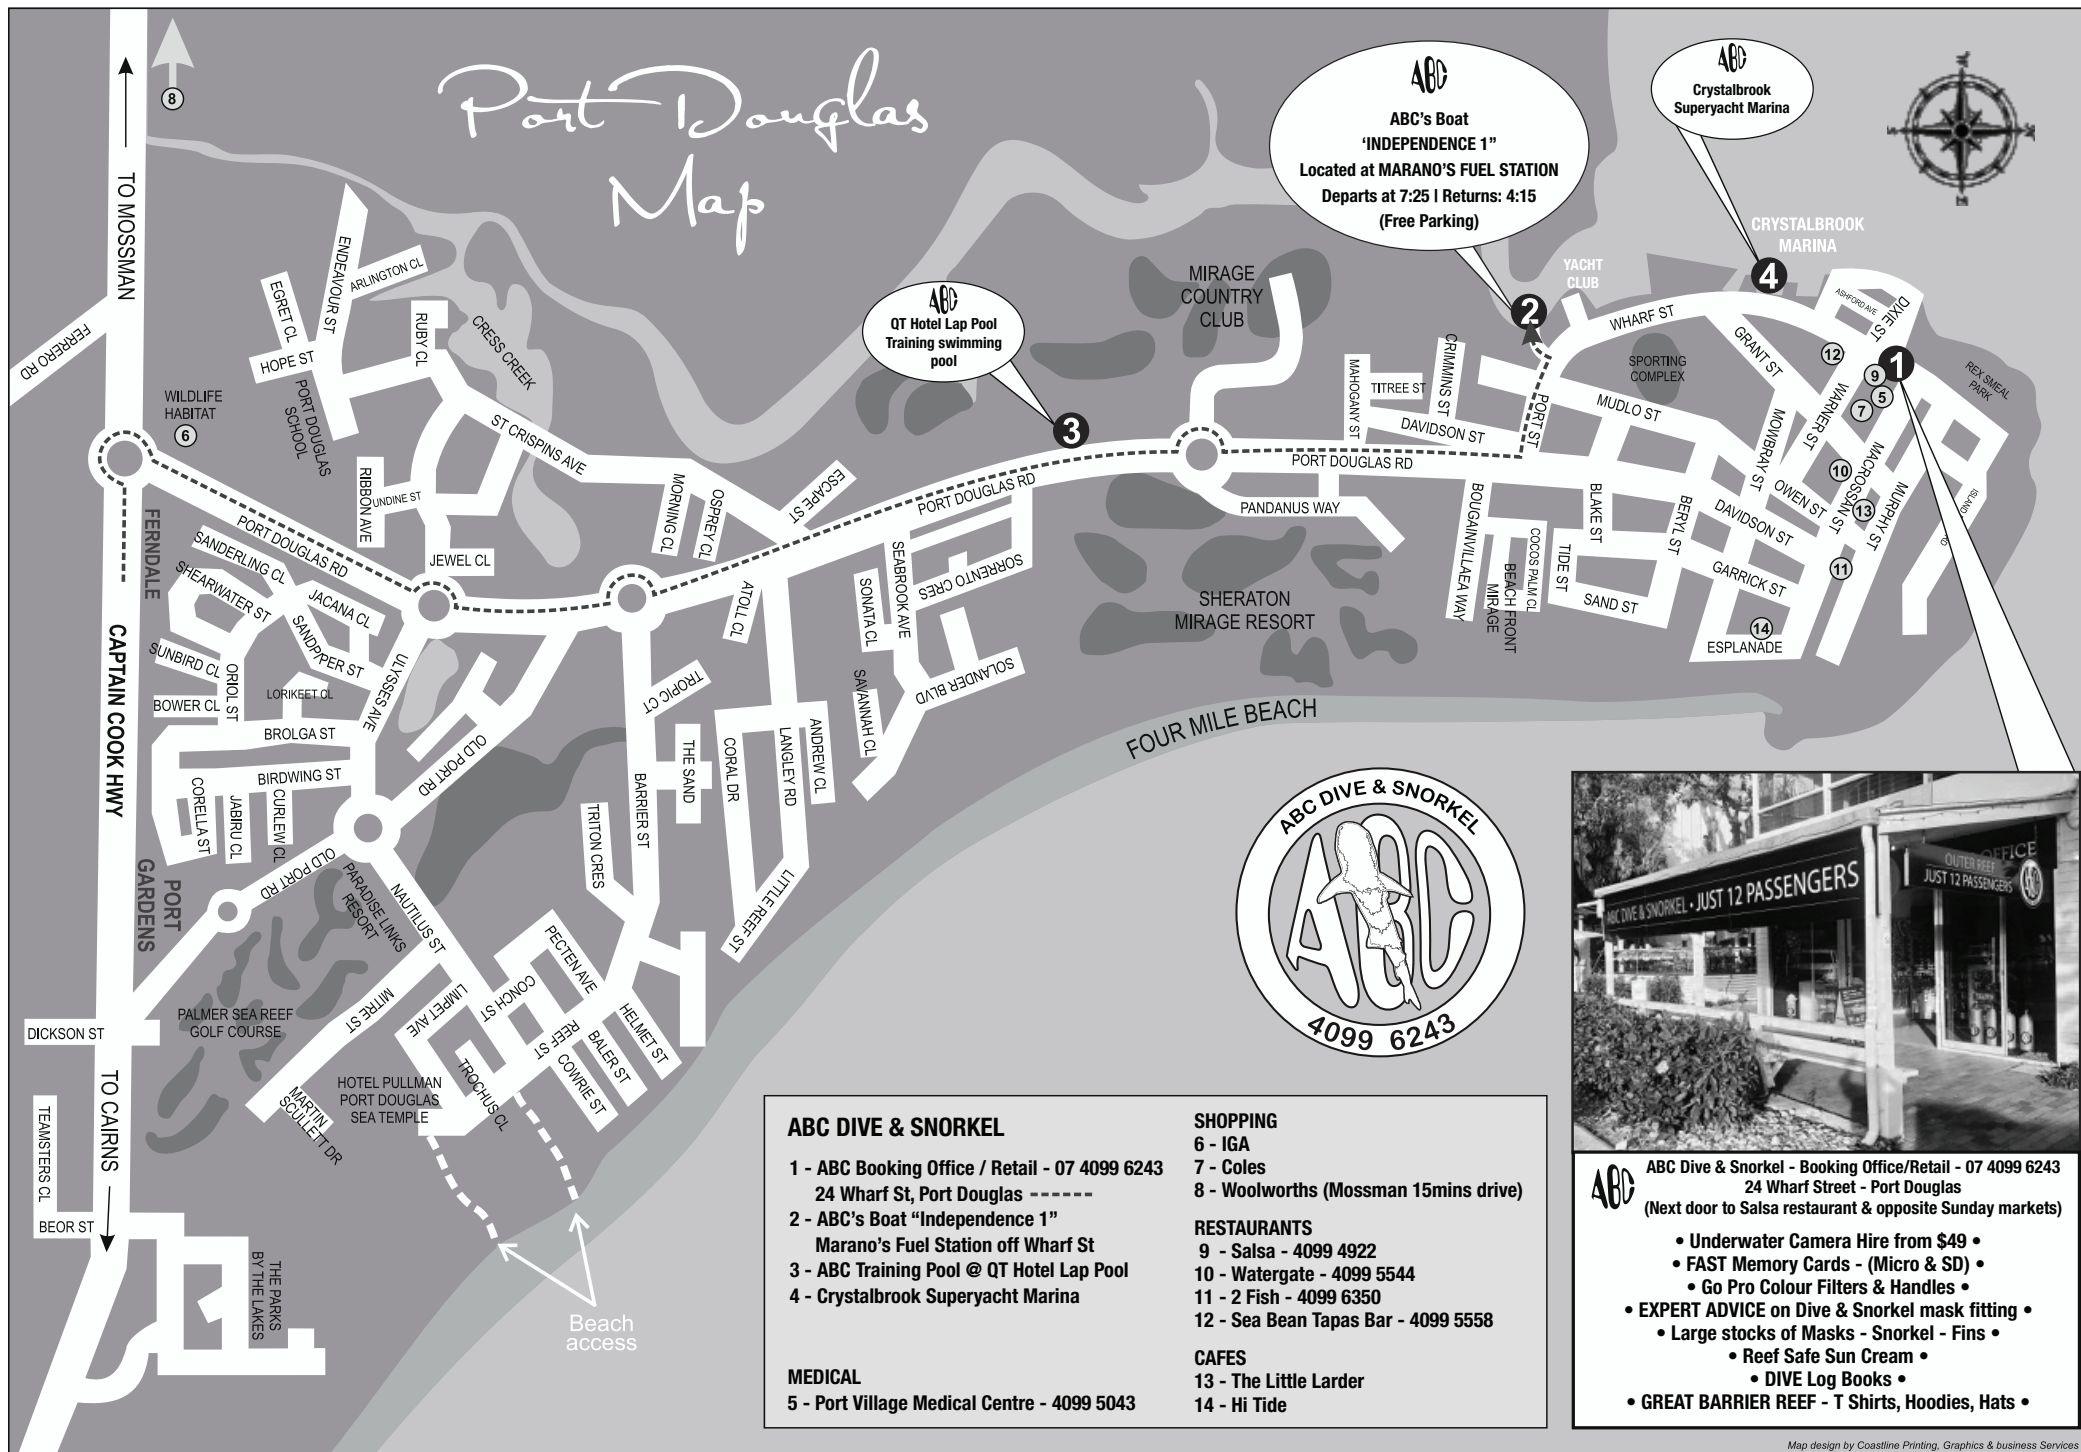 Port Douglas
Map
8
TO MOSSMAN
FERRERO RD
WILDLIFE
HABITAT
6
EGRET CL
ENDEAVOUR ST
ARLINGTON CL
HOPE ST
PORT DOUGLAS
SCHOOL
RUBY CL
CRESS CREEK
ST CRISPINS AVE
RIBBON AVE
UNDINE ST
JEWEL CL
MORNING CL
OSPREY CL
ESCAPE ST
ABC
QT Hotel Lap Pool
Training swimming
pool
3
ABC
ABC's Boat
‘INDEPENDENCE 1”
Located at MARANO'S FUEL STATION
Departs at 7:25 | Returns: 4:15
(Free Parking)
2
ABC
Crystalbrook
Superyacht Marina
CRYSTALBROOK
MARINA
4
YACHT
CLUB
MIRAGE
COUNTRY
CLUB
WHARF ST
ASHFORD AVE
DIXIE ST
GRANT ST
SPORTING
COMPLEX
12
9
1
5
7
REX SMEAL
PARK
WARNER ST
MAHOGANY ST
TITREE ST
CRIMMINS ST
DAVIDSON ST
PORT ST
MUDLO ST
MOWBRAY ST
MACROSSAN ST
10
13
OWEN ST
MURPHY ST
ISLAND
RD
11
DAVIDSON ST
GARRICK ST
14
ESPLANADE
PORT DOUGLAS RD
PANDANUS WAY
BOUGAINVILLAEA WAY
BEACH FRONT
MIRAGE
COCOS PALM CL
TIDE ST
BLAKE ST
BERYL ST
SAND ST
SHERATON
MIRAGE RESORT
FOUR MILE BEACH
PORT DOUGLAS RD
SEABROOK AVE
SORRENTO CRES
SONATA CL
SOLANDER BLVD
SAVANNAH CL
ATOLL CL
ANDREW CL
LANGLEY RD
CORAL DR
LITTLE REEF ST
TROPIC CT
THE SAND
BARRIER ST
TRITON CRES
FERNDALE
PORT DOUGLAS RD
SANDERLING CL
SHEARWATER ST
JACANA CL
SANDP/PER ST
SUNBIRD CL
ORIOL ST
BOWER CL
LORIKEET CL
ULYSSES AVE
BROLGA ST
BIRDWING ST
CORELLA ST
JABIRU CL
CURLEW CL
OLD PORT RD
OLD PORT RD
CAPTAIN COOK HWY
PORT
GARDENS
PARADISE LINKS
RESORT
NAUTILUS ST
PALMER SEA REEF
GOLF COURSE
MITRE ST
LIMPET AVE
CONCH ST
PECTEN AVE
REEF ST
HELMET ST
BALER ST
COWRIE ST
TROCHUS CL
HOTEL PULLMAN
PORT DOUGLAS
SEA TEMPLE
MARTIN
SCULLETT DR
DICKSON ST
TO CAIRNS
TEAMSTERS CL
BEOR ST
THE PARKS
BY THE LAKES
Beach
access
ABC DIVE & SNORKEL
ABC
4099 6243
ABC DIVE & SNORKEL
1 - ABC Booking Office / Retail - 07 4099 6243
24 Wharf St, Port Douglas ------
2 - ABC's Boat “Independence 1”
Marano's Fuel Station off Wharf St
3 - ABC Training Pool @ QT Hotel Lap Pool
4 - Crystalbrook Superyacht Marina
MEDICAL
5 - Port Village Medical Centre - 4099 5043
SHOPPING
6 - IGA
7 - Coles
8 - Woolworths (Mossman 15mins drive)
RESTAURANTS
9 - Salsa - 4099 4922
10 - Watergate - 4099 5544
11 - 2 Fish - 4099 6350
12 - Sea Bean Tapas Bar - 4099 5558
CAFES
13 - The Little Larder
14 - Hi Tide
ABC DIVE & SNORKEL • JUST 12 PASSENGERS
OFFICE
OUTER REEF
JUST 12 PASSENGERS
ABC
ABC Dive & Snorkel - Booking Office/Retail - 07 4099 6243
24 Wharf Street - Port Douglas
(Next door to Salsa restaurant & opposite Sunday markets)
• Underwater Camera Hire from $49 •
• FAST Memory Cards - (Micro & SD) •
• Go Pro Colour Filters & Handles •
• EXPERT ADVICE on Dive & Snorkel mask fitting •
• Large stocks of Masks - Snorkel - Fins •
• Reef Safe Sun Cream •
• DIVE Log Books •
• GREAT BARRIER REEF - T Shirts, Hoodies, Hats •
Map design by Coastline Printing, Graphics & business Services